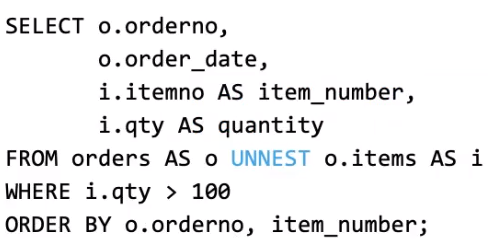 SELECT o.orderno,
o.order_date,
i.itemno AS item_number,
i.qty AS quantity
FROM orders AS o UNNEST o.items AS i
WHERE i.qty > 100
ORDER BY o.orderno, item_number;